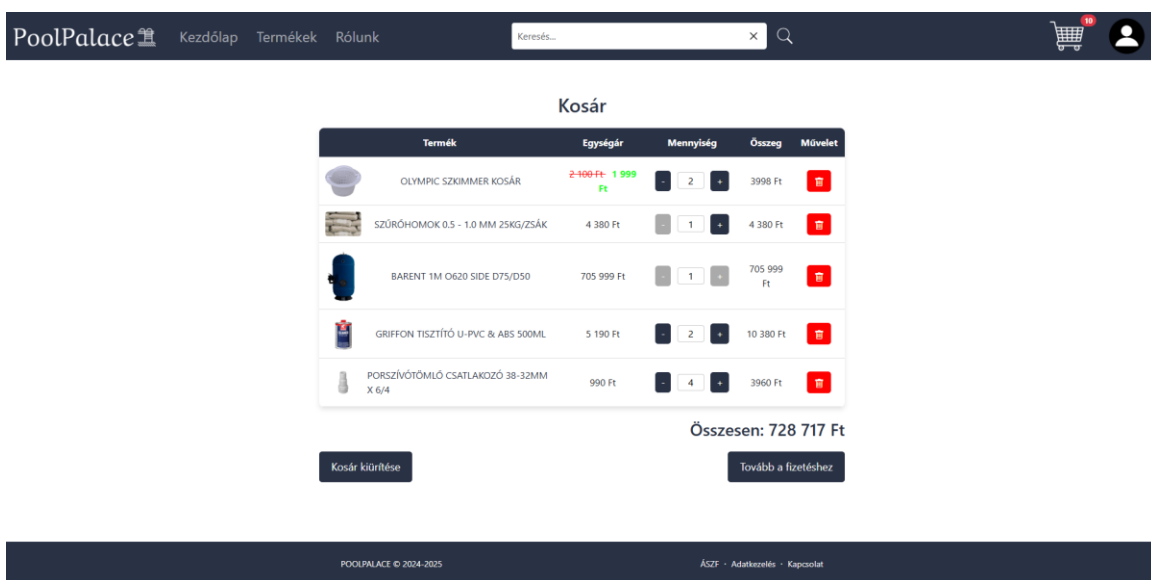 PoolPalace Kezdőlap Termékek Rólunk Keresés... 10
Kosár
Termék Egységár Mennyiség Összeg Művelet
OLYMPIC SZKIMMER KOSÁR 2 100 Ft 1 999 Ft - 2 + 3998 Ft
SZŰRŐHOMOK 0.5 - 1.0 MM 25KG/ZSÁK 4 380 Ft - 1 + 4 380 Ft
BARENT 1M O620 SIDE D75/D50 705 999 Ft - 1 + 705 999 Ft
GRIFFON TISZTÍTÓ U-PVC & ABS 500ML 5 190 Ft - 2 + 10 380 Ft
PORSZÍVÓTÖMLŐ CSATLAKOZÓ 38-32MM
X 6/4 990 Ft - 4 + 3960 Ft
Összesen: 728 717 Ft
Kosár kiürítése Tovább a fizetéshez
POOLPALACE © 2024-2025 ÁSZF · Adatkezelés · Kapcsolat